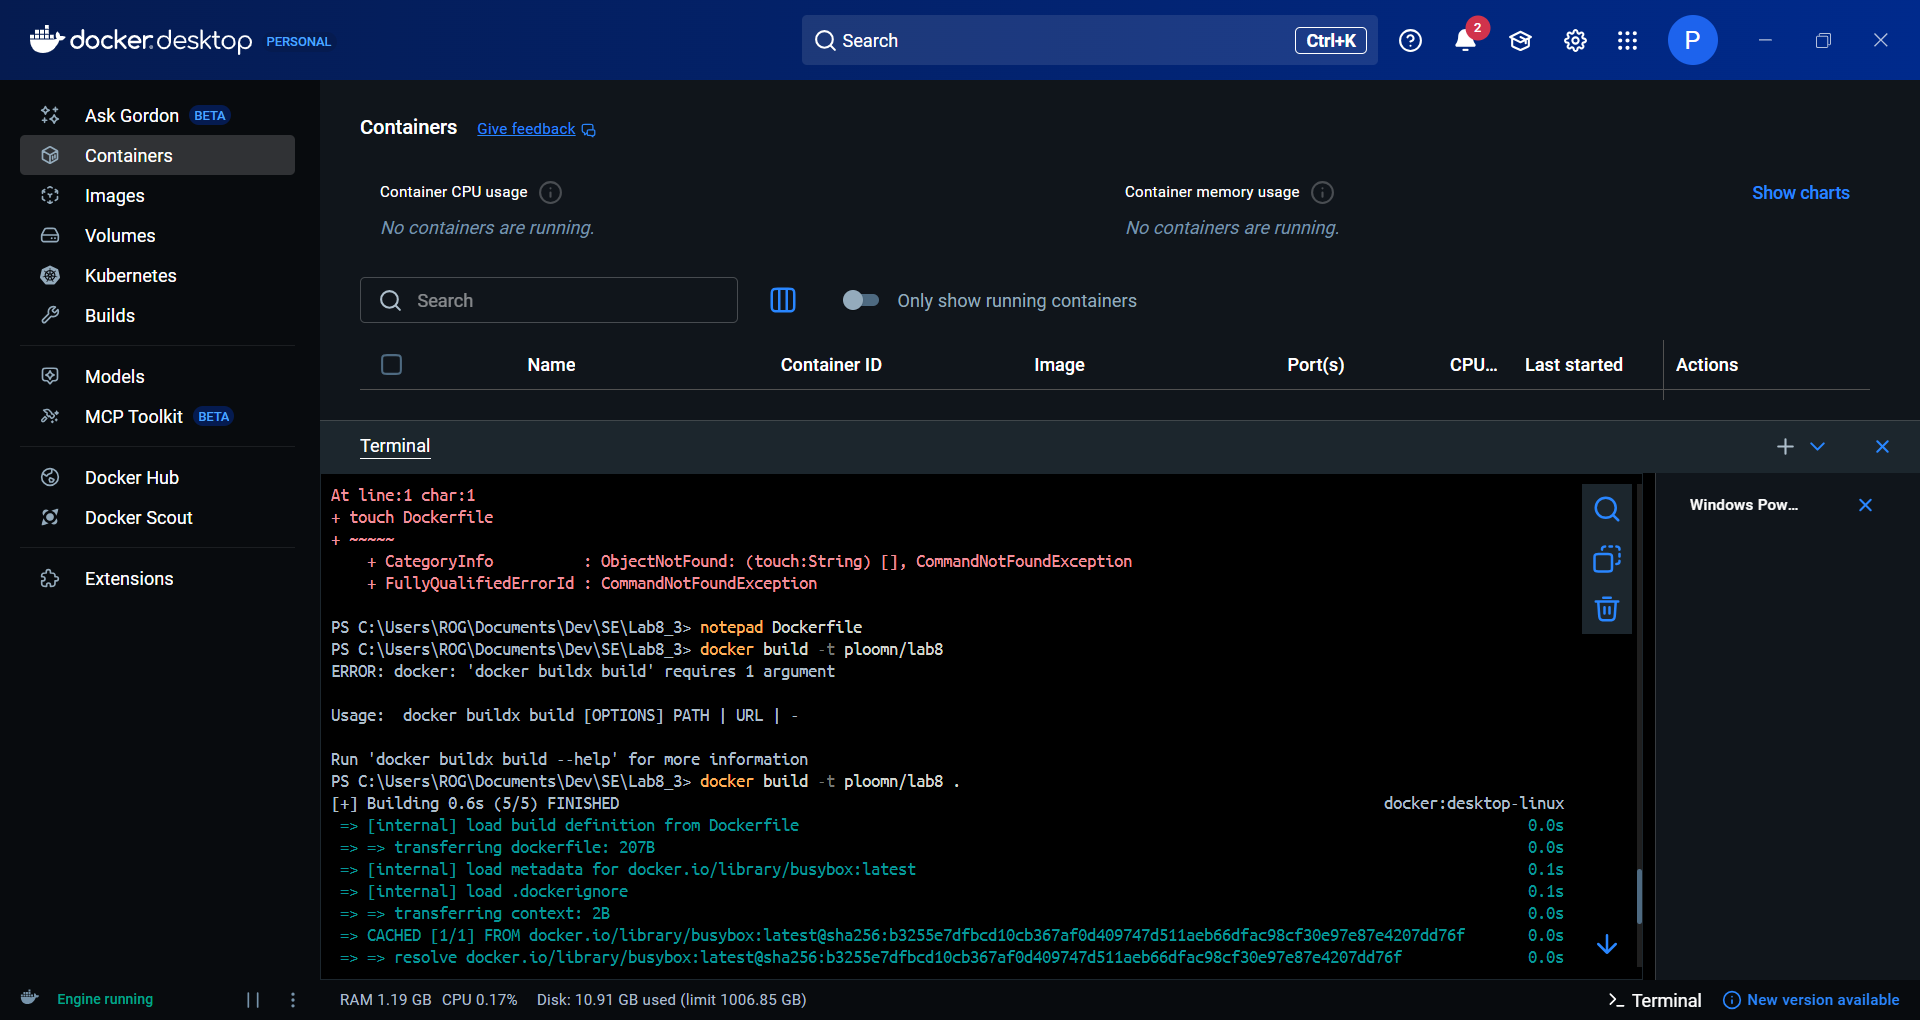 docker.desktop PERSONAL
Search Ctrl+K
2
P
Ask Gordon BETA
Containers
Images
Volumes
Kubernetes
Builds
Models
MCP Toolkit BETA
Docker Hub
Docker Scout
Extensions
Containers Give feedback
Container CPU usage
No containers are running.
Container memory usage
No containers are running.
Show charts
Search
Only show running containers
Name Container ID Image Port(s) CPU... Last started Actions
Terminal
At line:1 char:1
+ touch Dockerfile
+ ~~~~~
    + CategoryInfo          : ObjectNotFound: (touch:String) [], CommandNotFoundException
    + FullyQualifiedErrorId : CommandNotFoundException
PS C:\Users\ROG\Documents\Dev\SE\Lab8_3> notepad Dockerfile
PS C:\Users\ROG\Documents\Dev\SE\Lab8_3> docker build -t ploomn/lab8
ERROR: docker: 'docker buildx build' requires 1 argument
Usage:  docker buildx build [OPTIONS] PATH | URL | -
Run 'docker buildx build --help' for more information
PS C:\Users\ROG\Documents\Dev\SE\Lab8_3> docker build -t ploomn/lab8 .
[+] Building 0.6s (5/5) FINISHED docker:desktop-linux
=> [internal] load build definition from Dockerfile 0.0s
=> => transferring dockerfile: 207B 0.0s
=> [internal] load metadata for docker.io/library/busybox:latest 0.1s
=> [internal] load .dockerignore 0.1s
=> => transferring context: 2B 0.0s
=> CACHED [1/1] FROM docker.io/library/busybox:latest@sha256:b3255e7dfbcd10cb367af0d409747d511aeb66dfac98cf30e97e87e4207dd76f 0.0s
=> => resolve docker.io/library/busybox:latest@sha256:b3255e7dfbcd10cb367af0d409747d511aeb66dfac98cf30e97e87e4207dd76f 0.0s
Windows Pow...
Engine running
RAM 1.19 GB CPU 0.17% Disk: 10.91 GB used (limit 1006.85 GB)
>_ Terminal
New version available